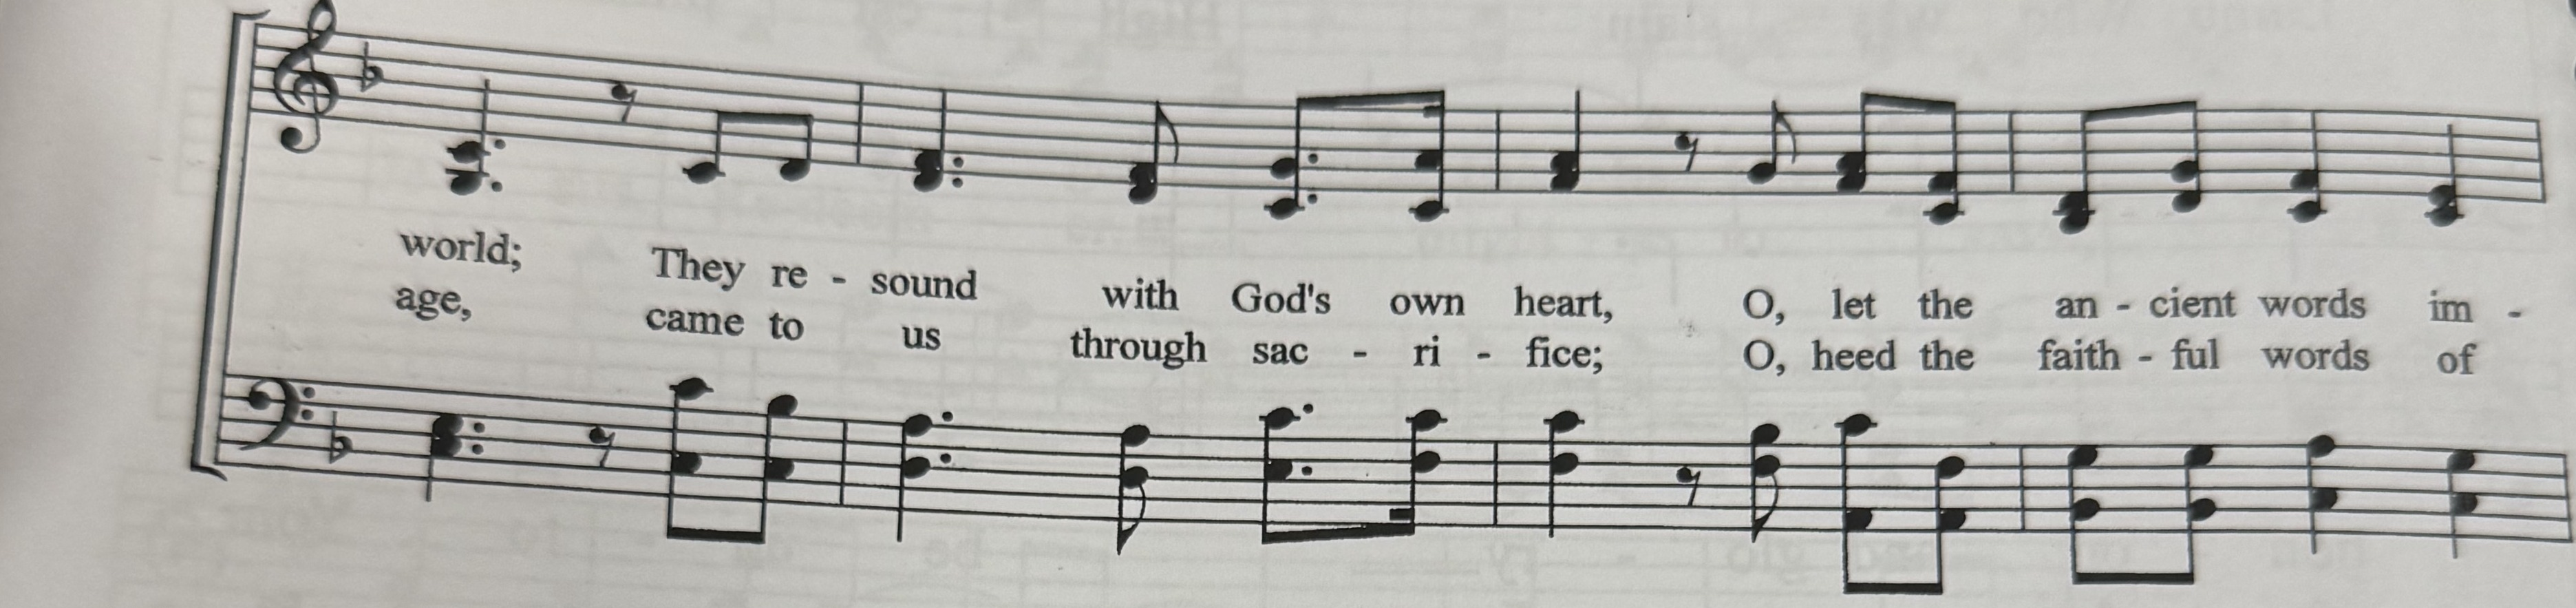 world; They re - sound with God's own heart, O, let the an - cient words im -
age, came to us through sac - ri - fice; O, heed the faith - ful words of